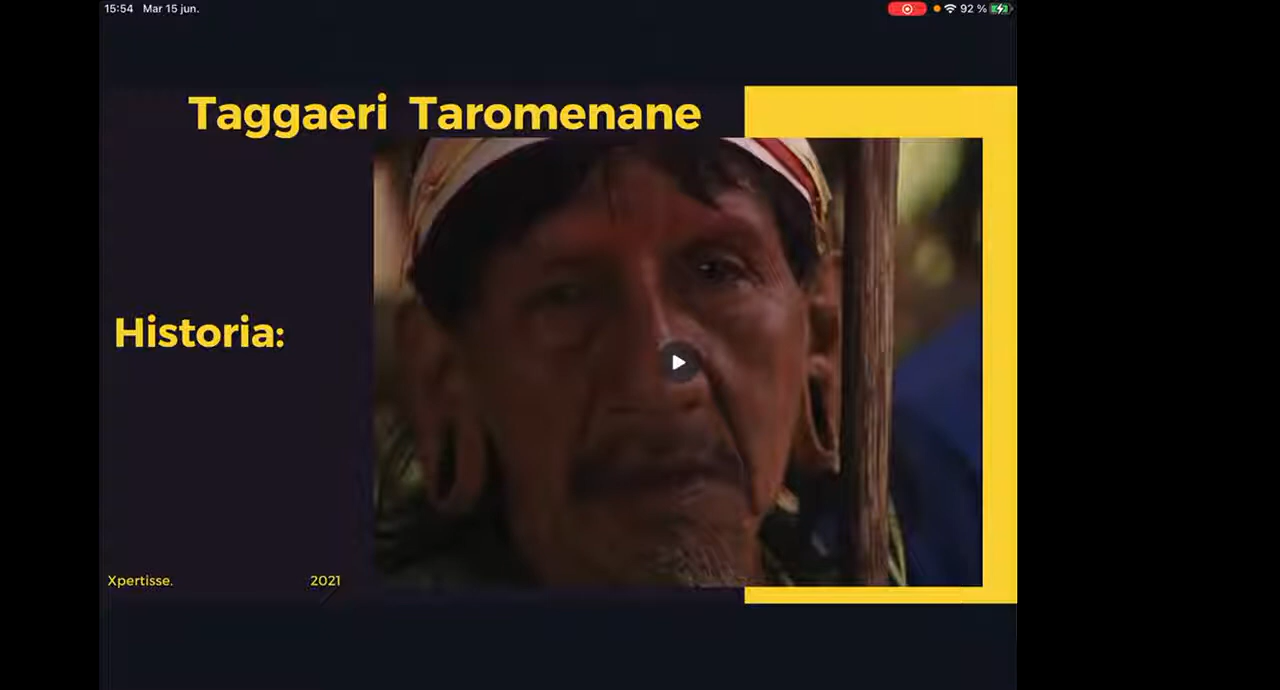 15:54 Mar 15 jun. 92 %
Taggaeri Taromenane
Historia:
Xpertisse. 2021